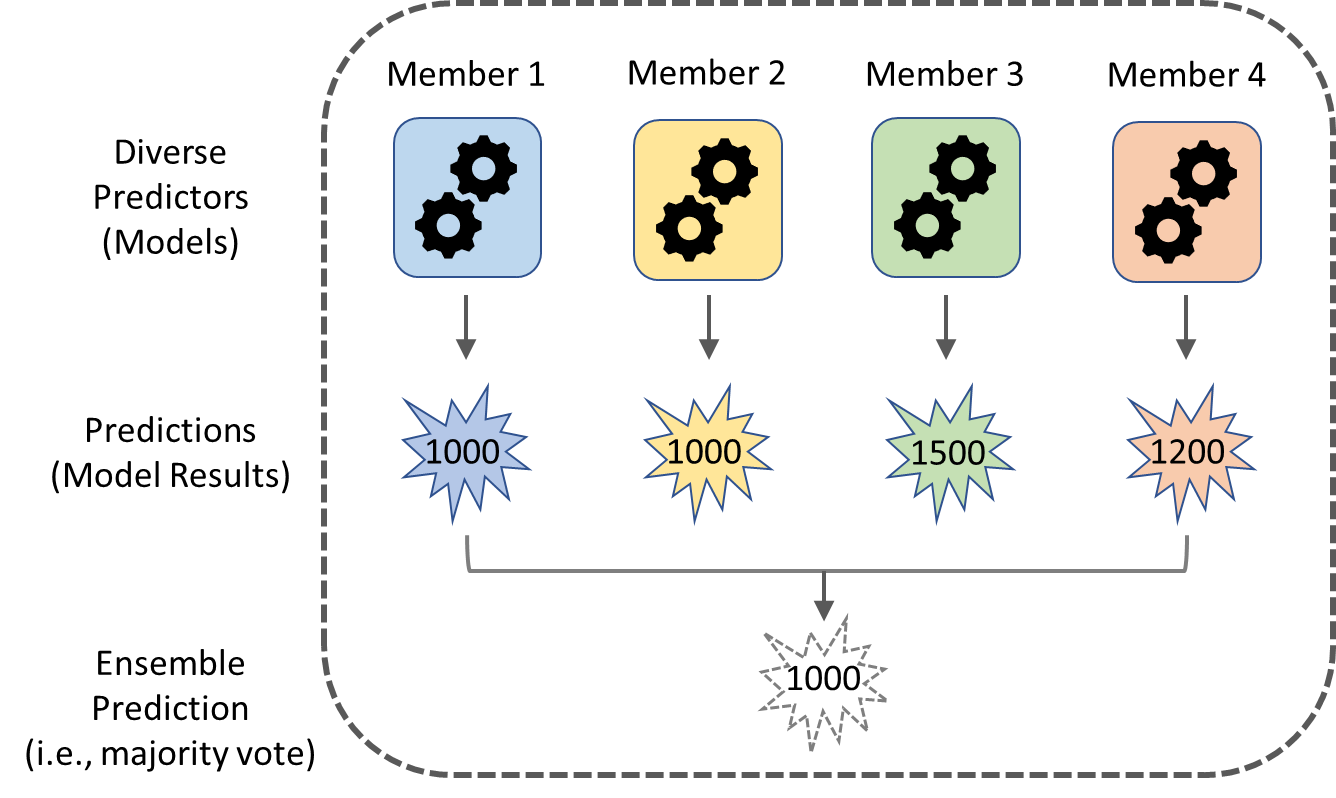 Member 1
Member 2
Member 3
Member 4
Diverse
Predictors
(Models)
Predictions
(Model Results)
1000
1000
1500
1200
Ensemble
Prediction
(i.e., majority vote)
1000